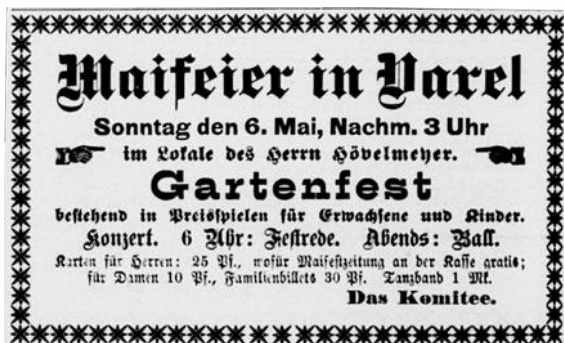 Maifeier in Varel
Sonntag den 6. Mai, Nachm. 3 Uhr
im Lokale des Herrn Hövelmeyer.
Gartenfest
bestehend in Preisspielen für Erwachsene und Kinder.
Konzert. 6 Uhr: Festrede. Abends: Ball.
Karten für Herren: 25 Pf., wofür Maifestzeitung an der Kasse gratis;
für Damen 10 Pf., Familienbillets 30 Pf. Tanzband 1 Mk.
Das Komitee.